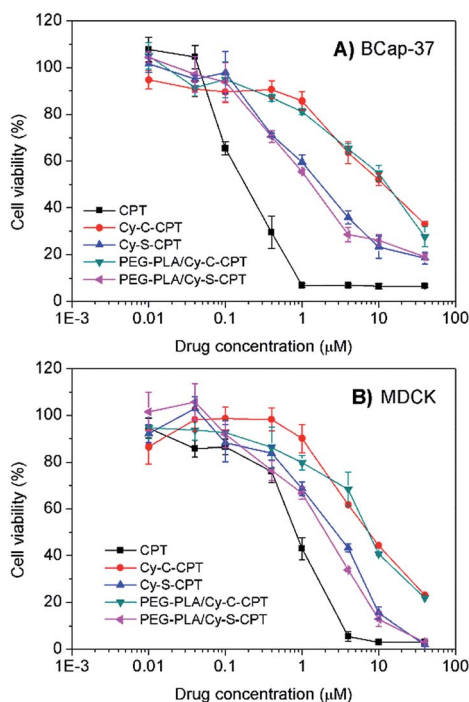 A) BCap-37
Cell viability (%)
120
100
80
60
40
20
0
CPT
Cy-C-CPT
Cy-S-CPT
PEG-PLA/Cy-C-CPT
PEG-PLA/Cy-S-CPT
1E-3 0.01 0.1 1 10 100
Drug concentration (μM)
B) MDCK
Cell viability (%)
120
100
80
60
40
20
0
CPT
Cy-C-CPT
Cy-S-CPT
PEG-PLA/Cy-C-CPT
PEG-PLA/Cy-S-CPT
1E-3 0.01 0.1 1 10 100
Drug concentration (μM)